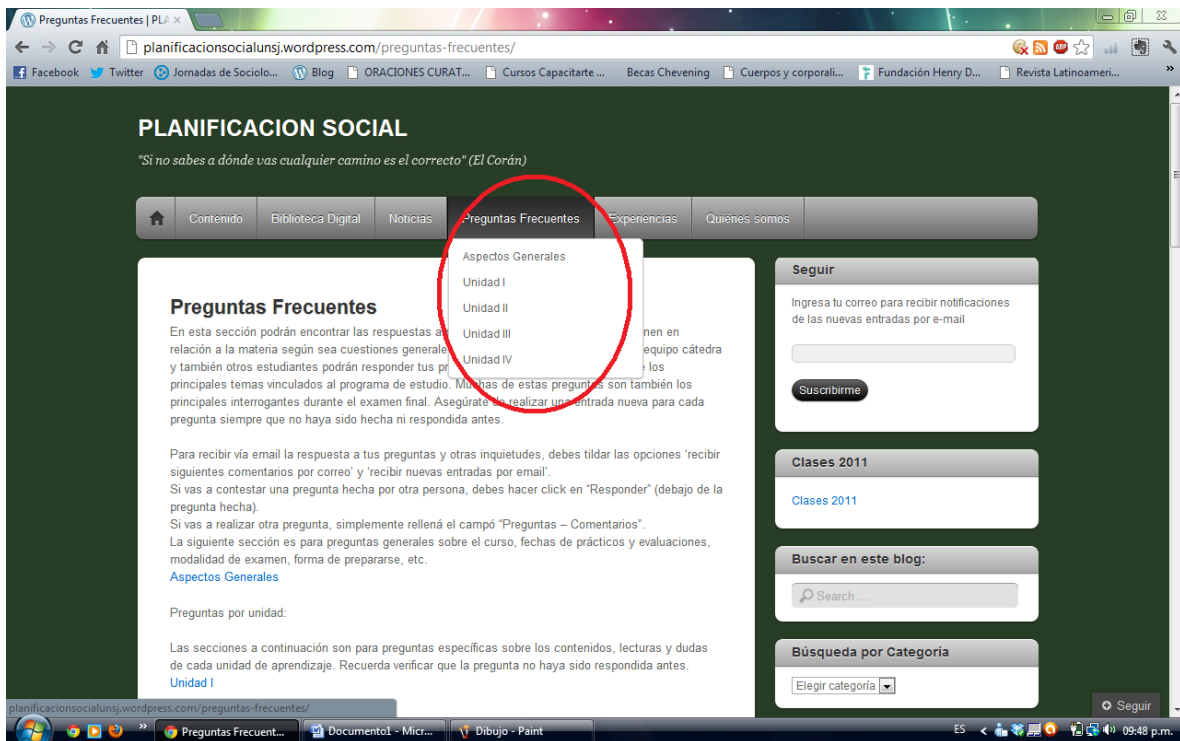 Preguntas Frecuentes | PLA
planificacionsocialunsj.wordpress.com/preguntas-frecuentes/
Facebook Twitter Jornadas de Sociolo... Blog ORACIONES CURAT... Cursos Capacitarte ... Becas Chevening Cuerpos y corporali... Fundación Henry D... Revista Latinoameri... »
PLANIFICACION SOCIAL
"Si no sabes a dónde vas cualquier camino es el correcto" (El Corán)
Contenido Biblioteca Digital Noticias Preguntas Frecuentes Experiencias Quiénes somos
Aspectos Generales
Unidad I
Unidad II
Unidad III
Unidad IV
Preguntas Frecuentes
En esta sección podrán encontrar las respuestas a nen en
relación a la materia según sea cuestiones generale equipo cátedra
y también otros estudiantes podrán responder tus pr los
principales temas vinculados al programa de estudio. Muchas de estas preguntas son también los
principales interrogantes durante el examen final. Asegúrate de realizar una entrada nueva para cada
pregunta siempre que no haya sido hecha ni respondida antes.
Para recibir vía email la respuesta a tus preguntas y otras inquietudes, debes tildar las opciones ‘recibir
siguientes comentarios por correo’ y ‘recibir nuevas entradas por email’.
Si vas a contestar una pregunta hecha por otra persona, debes hacer click en “Responder” (debajo de la
pregunta hecha).
Si vas a realizar otra pregunta, simplemente rellená el campó “Preguntas – Comentarios”.
La siguiente sección es para preguntas generales sobre el curso, fechas de prácticos y evaluaciones,
modalidad de examen, forma de prepararse, etc.
Aspectos Generales
Preguntas por unidad:
Las secciones a continuación son para preguntas específicas sobre los contenidos, lecturas y dudas
de cada unidad de aprendizaje. Recuerda verificar que la pregunta no haya sido respondida antes.
Unidad I
Seguir
Ingresa tu correo para recibir notificaciones
de las nuevas entradas por e-mail
Suscribirme
Clases 2011
Clases 2011
Buscar en este blog:
Search ...
Búsqueda por Categoría
Elegir categoría
Seguir
planificacionsocialunsj.wordpress.com/preguntas-frecuentes/
» Preguntas Frecuent... Documento1 - Micr... Dibujo - Paint ES < 09:48 p.m.